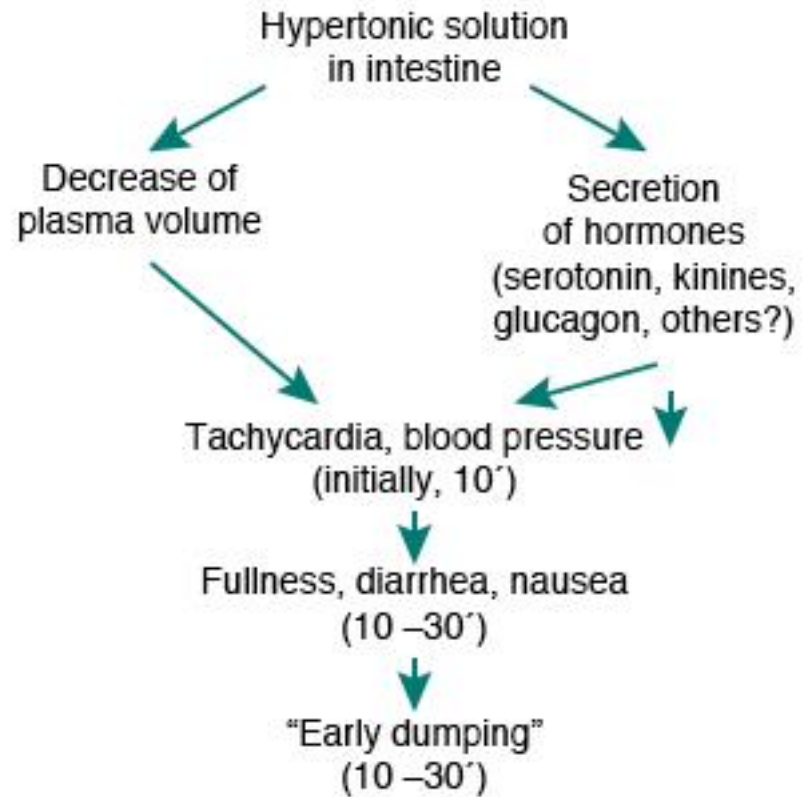 Hypertonic solution
in intestine
Decrease of
plasma volume
Secretion
of hormones
(serotonin, kinines,
glucagon, others?)
Tachycardia, blood pressure
(initially, 10´)
Fullness, diarrhea, nausea
(10 –30´)
“Early dumping”
(10 –30´)